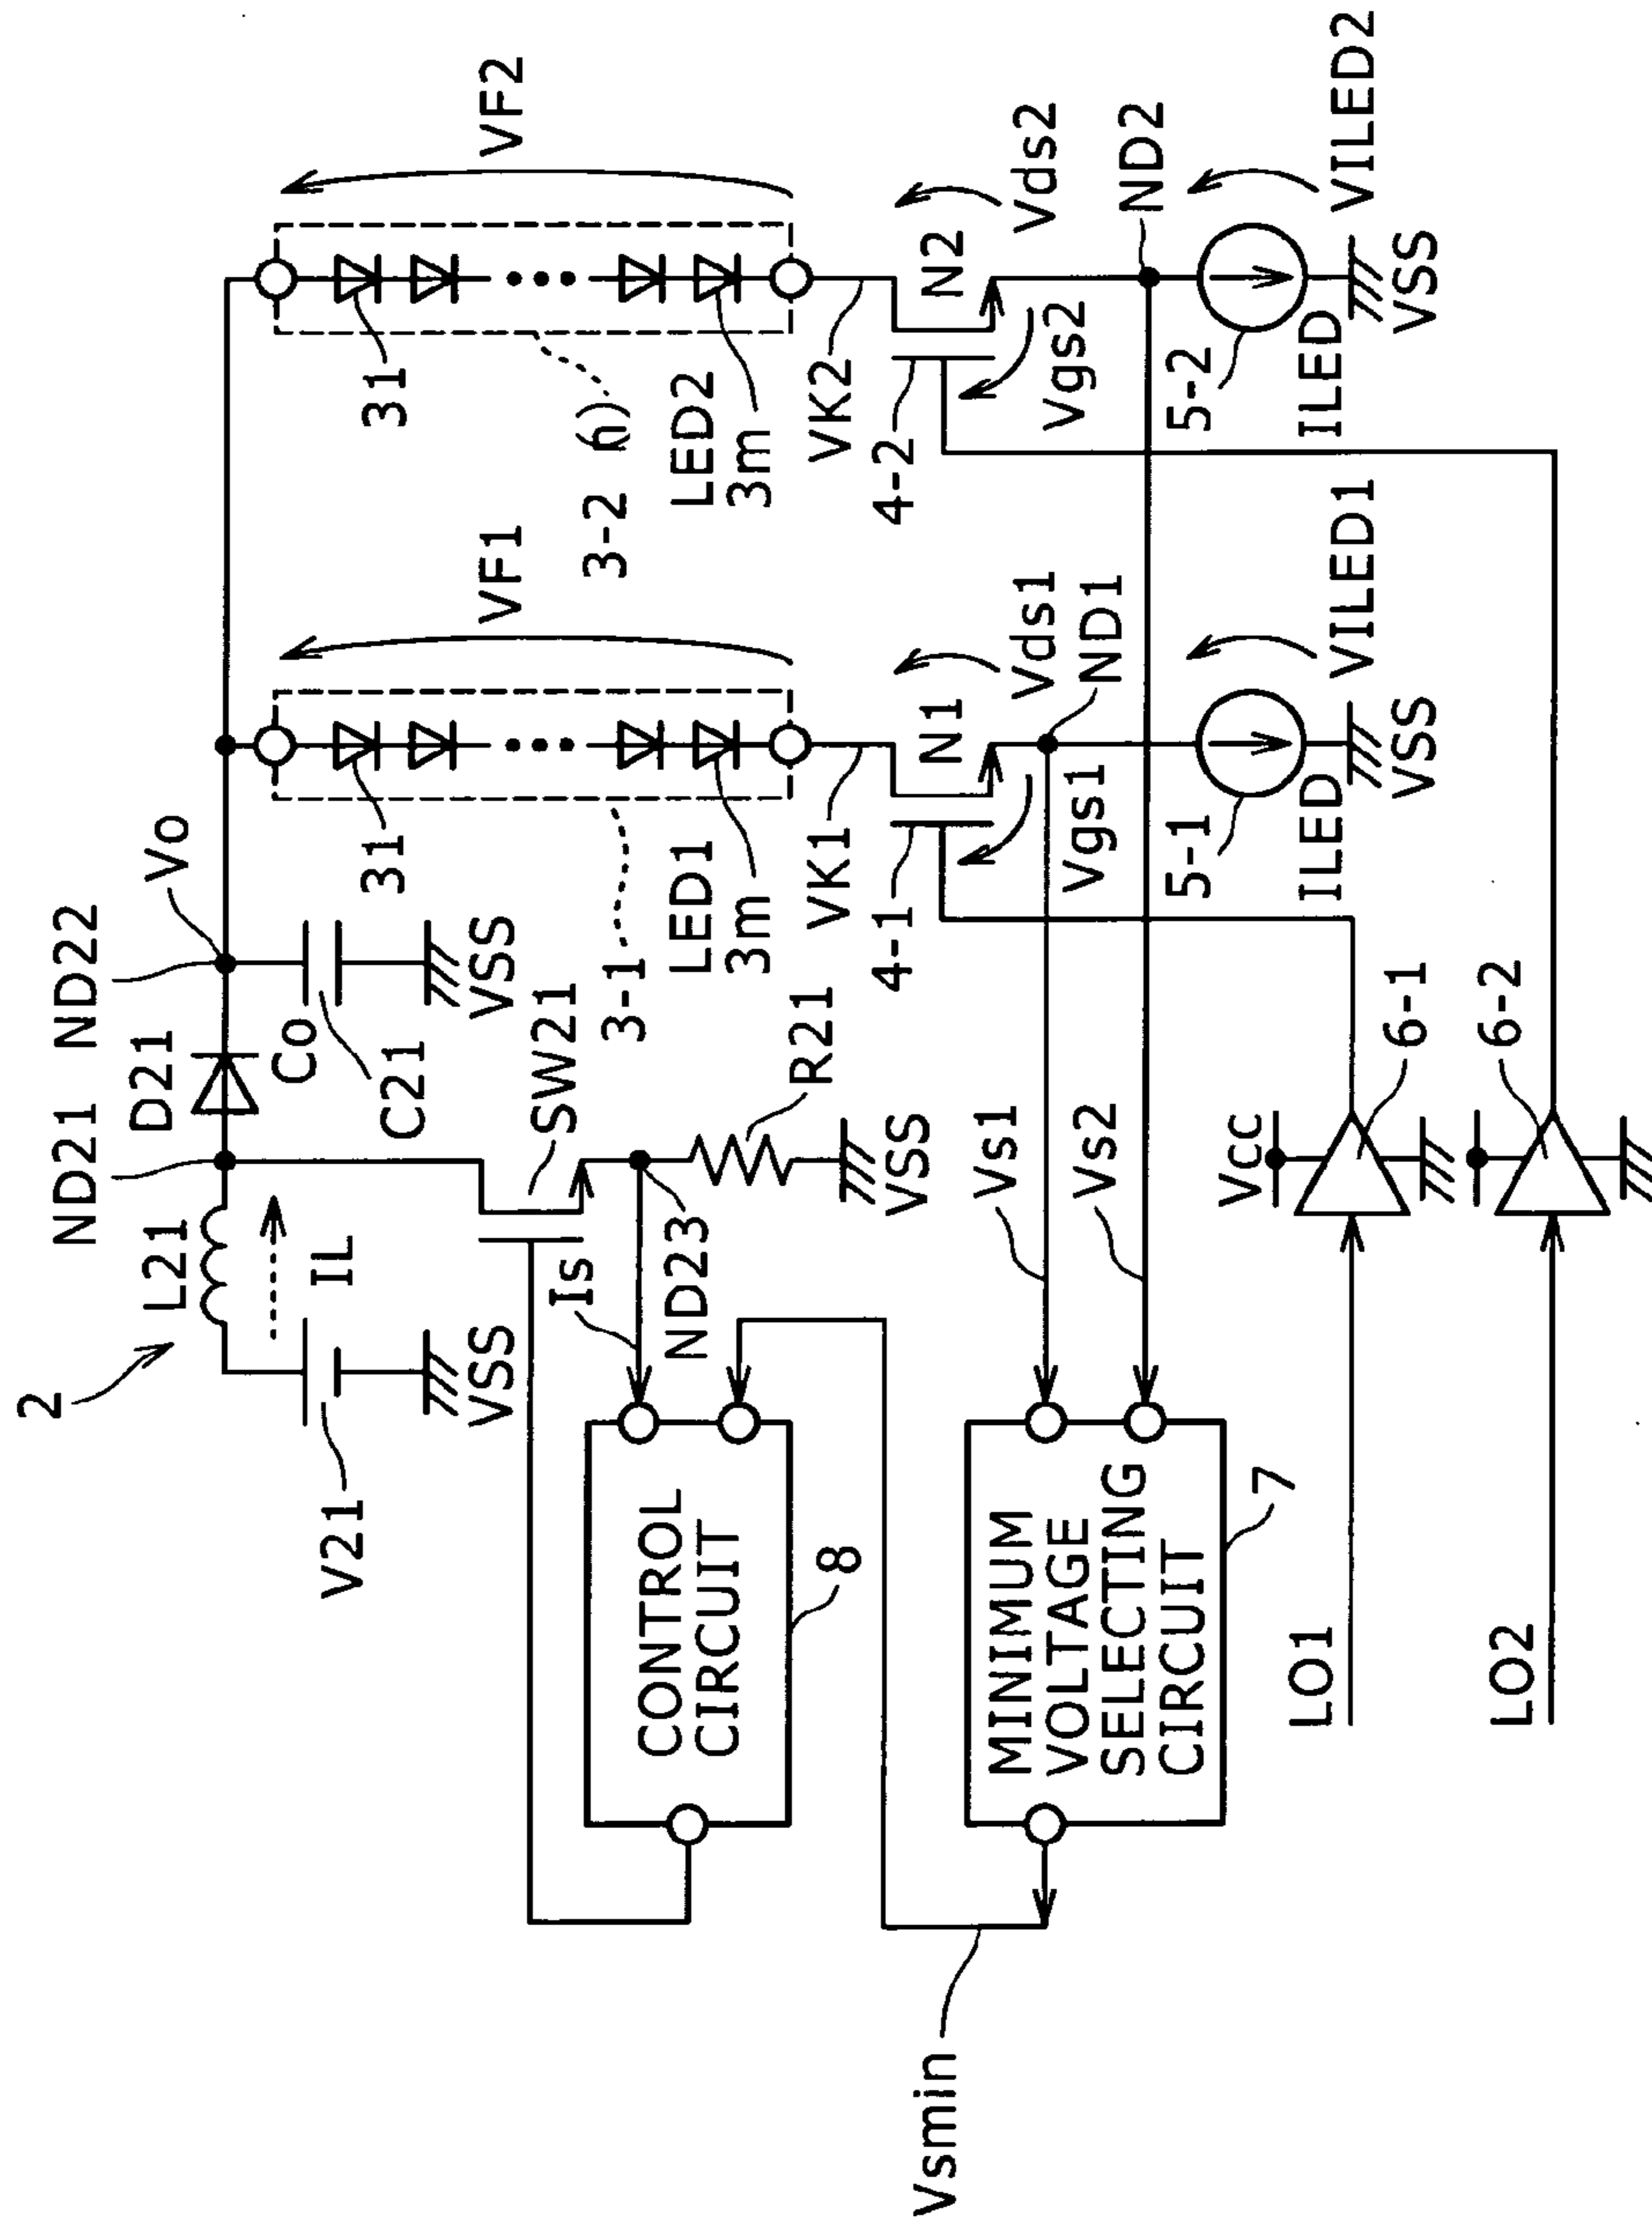 2
V21
VSS
L21
IL
ND21
D21
ND22
Vo
Co
C21
VSS
SW21
Is
ND23
R21
VSS
CONTROL
CIRCUIT
8
MINIMUM
VOLTAGE
SELECTING
CIRCUIT
7
Vsmin
Vs1
Vs2
LO1
LO2
Vcc
6-1
6-2
31
3-1
LED1
3m
VF1
VK1
4-1
N1
Vds1
ND1
Vgs1
5-1
ILED
VILED1
VSS
31
3-2
(n)
LED2
3m
VF2
VK2
4-2
N2
Vds2
ND2
Vgs2
5-2
ILED
VILED2
VSS